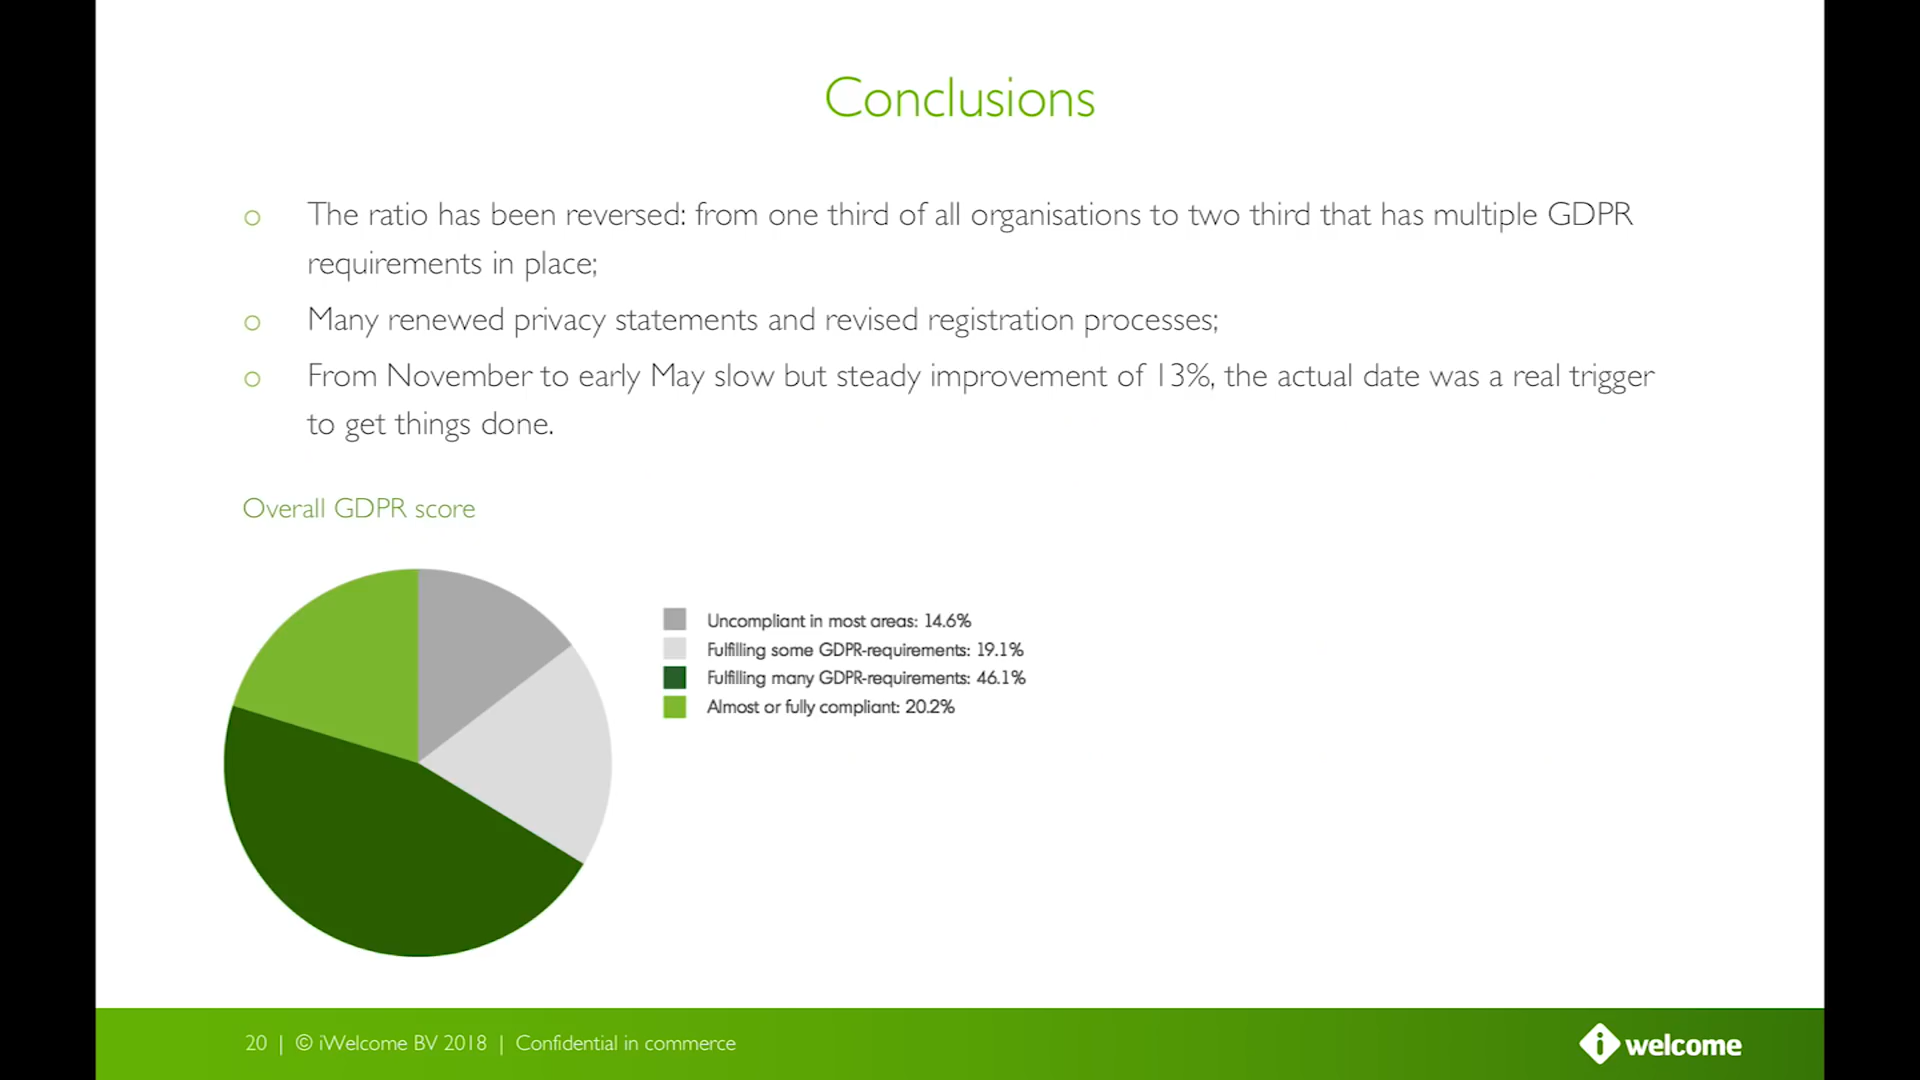 Conclusions
o The ratio has been reversed: from one third of all organisations to two third that has multiple GDPR
requirements in place;
o Many renewed privacy statements and revised registration processes;
o From November to early May slow but steady improvement of 13%, the actual date was a real trigger
to get things done.
Overall GDPR score
Uncompliant in most areas: 14.6%
Fulfilling some GDPR-requirements: 19.1%
Fulfilling many GDPR-requirements: 46.1%
Almost or fully compliant: 20.2%
20 | © iWelcome BV 2018 | Confidential in commerce
i welcome